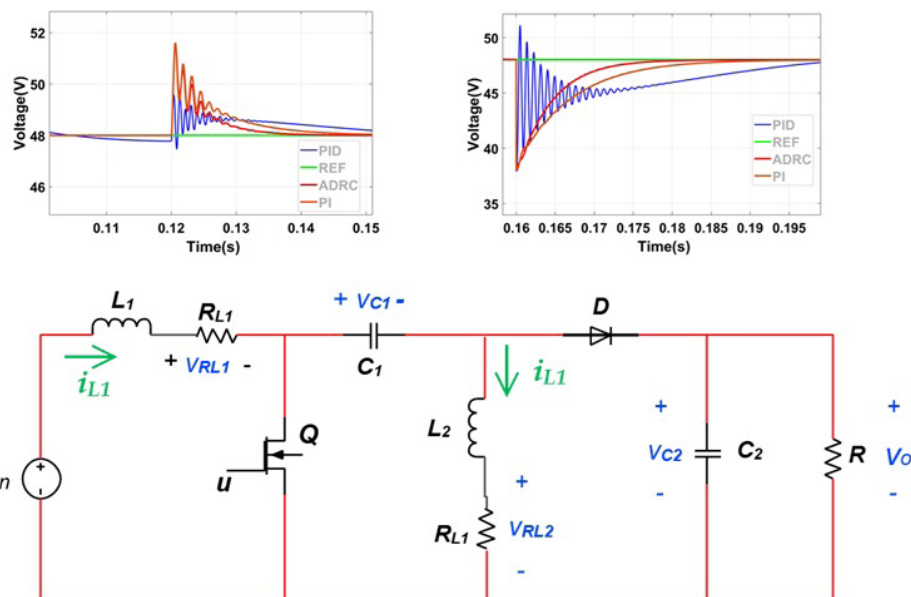 52
50
48
46
Voltage(V)
PID
REF
ADRC
PI
0.11 0.12 0.13 0.14 0.15
Time(s)
50
45
40
35
Voltage(V)
PID
REF
ADRC
PI
0.16 0.165 0.17 0.175 0.18 0.185 0.19 0.195
Time(s)
L1
RL1
+ VRL1 -
iL1
+ VC1 -
C1
D
Q
u
n
+
-
iL1
L2
RL1
+
VRL2
-
+
VC2
-
C2
R
+
VO
-